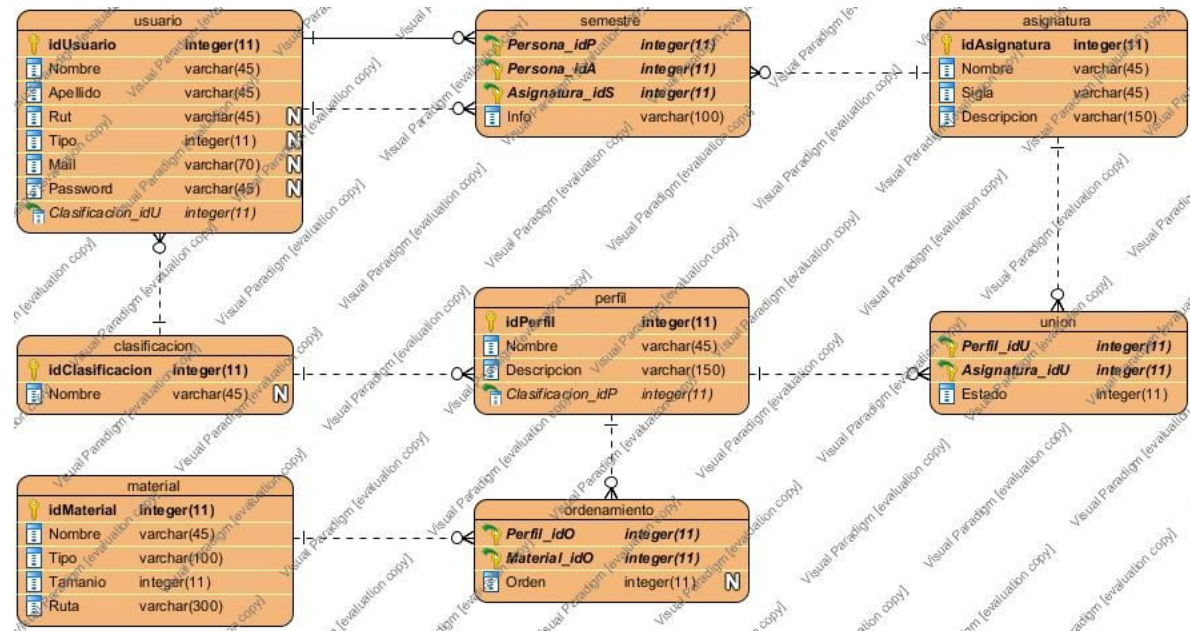 usuario
idUsuario integer(11)
Nombre varchar(45)
Apellido varchar(45)
Rut varchar(45) N
Tipo integer(11) N
Mail varchar(70) N
Password varchar(45) N
Clasificacion_idU integer(11)
semestre
Persona_idP integer(11)
Persona_idA integer(11)
Asignatura_idS integer(11)
Info varchar(100)
asignatura
idAsignatura integer(11)
Nombre varchar(45)
Sigla varchar(45)
Descripcion varchar(150)
clasificacion
idClasificacion integer(11)
Nombre varchar(45) N
perfil
idPerfil integer(11)
Nombre varchar(45)
Descripcion varchar(150)
Clasificacion_idP integer(11)
union
Perfil_idU integer(11)
Asignatura_idU integer(11)
Estado integer(11)
material
idMaterial integer(11)
Nombre varchar(45)
Tipo varchar(100)
Tamanio integer(11)
Ruta varchar(300)
ordenamiento
Perfil_idO integer(11)
Material_idO integer(11)
Orden integer(11) N
Visual Paradigm [evaluation copy]